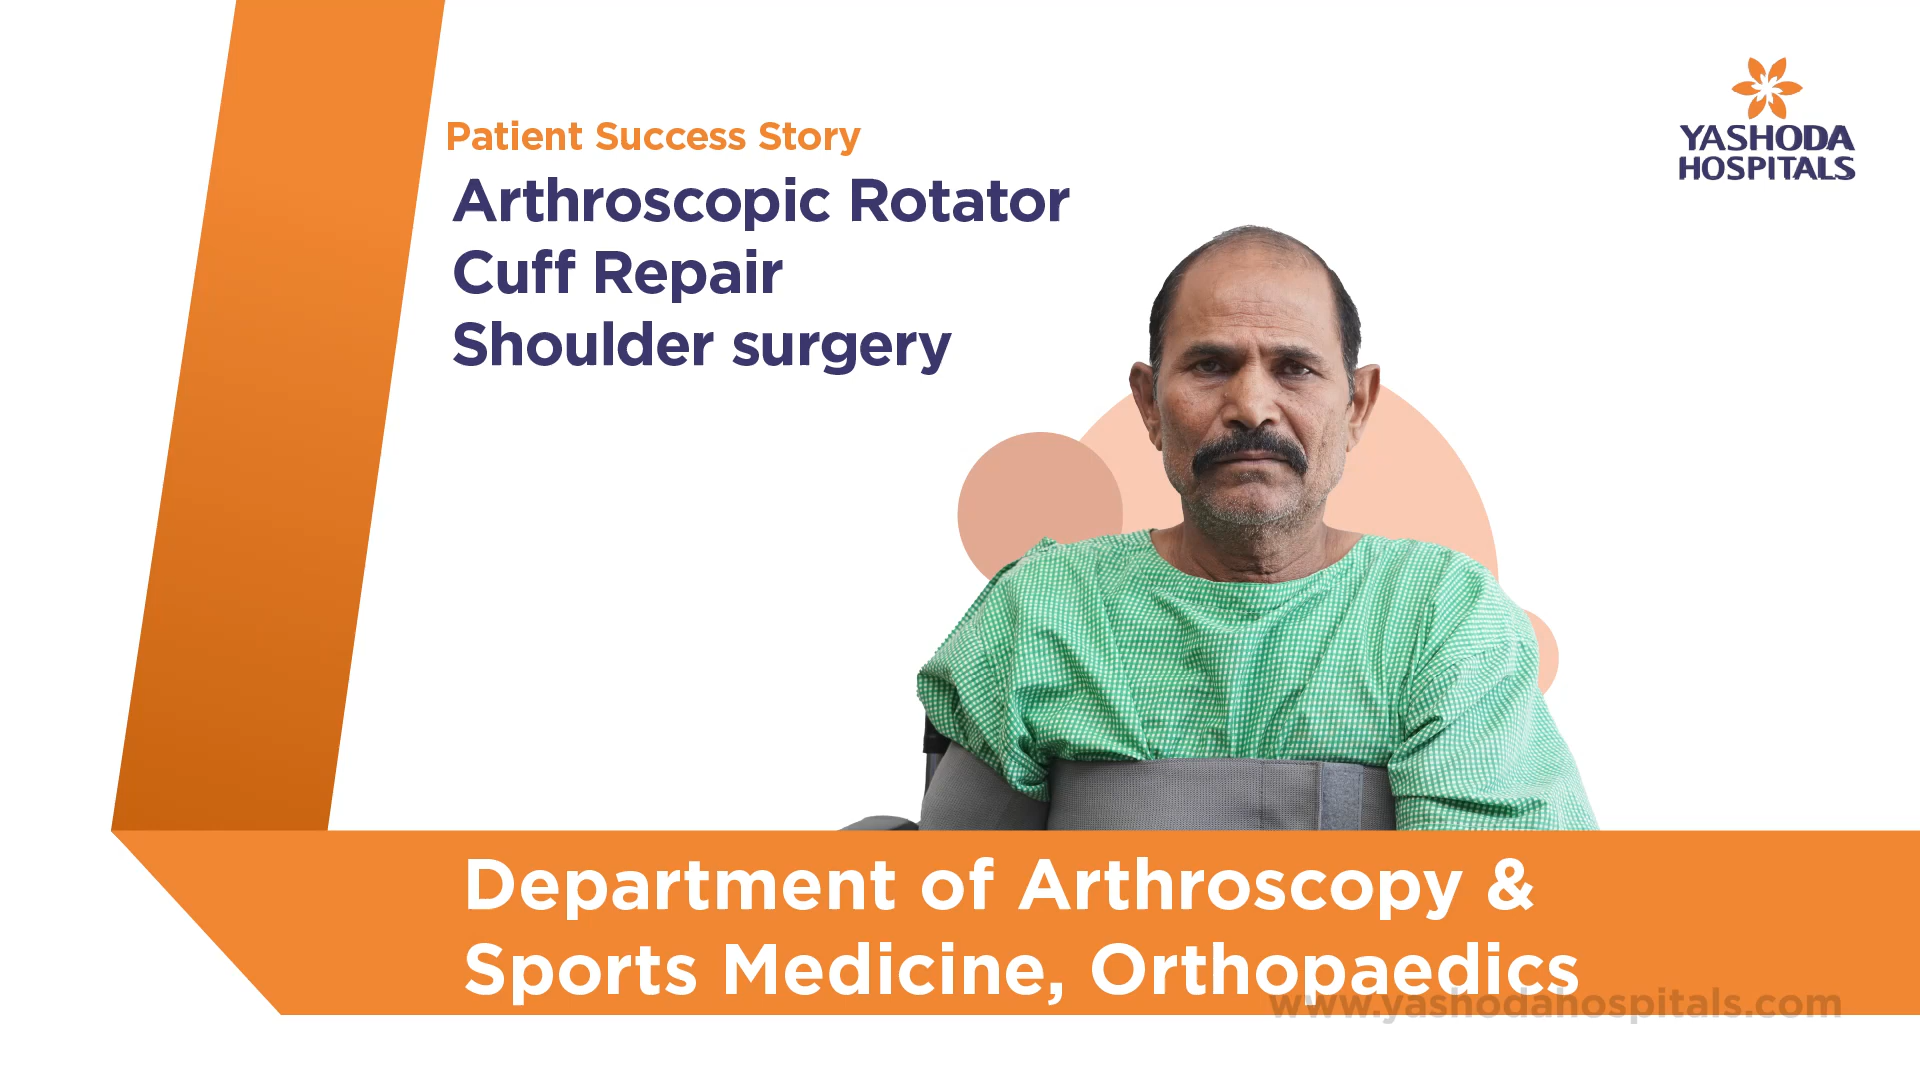 Patient Success Story
Arthroscopic Rotator
Cuff Repair
Shoulder surgery
YASHODA
HOSPITALS
Department of Arthroscopy &
Sports Medicine, Orthopaedics
www.yashodahospitals.com